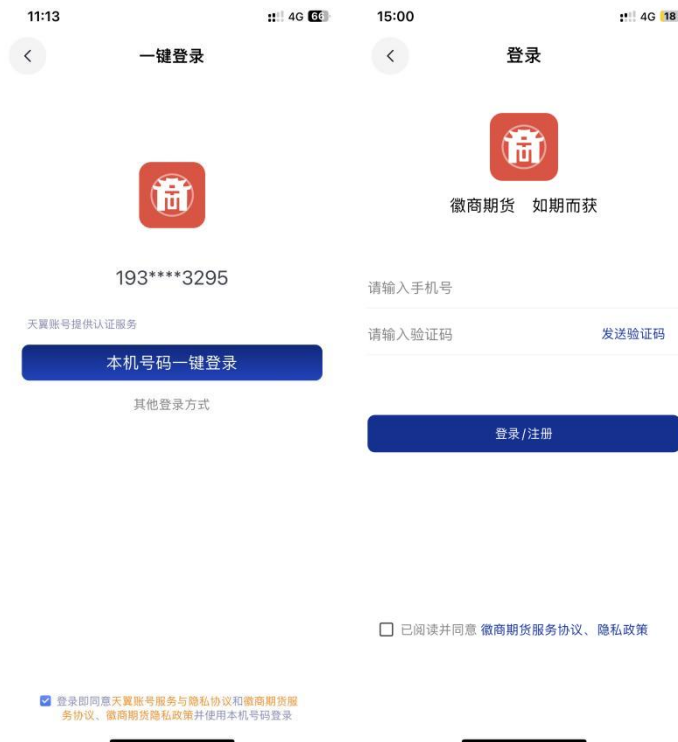 11:13
4G 66
一键登录
193****3295
天翼账号提供认证服务
本机号码一键登录
其他登录方式
登录即同意天翼账号服务与隐私协议和徽商期货服
务协议、徽商期货隐私政策并使用本机号码登录
15:00
4G 18
登录
徽商期货 如期而获
请输入手机号
请输入验证码 发送验证码
登录/注册
已阅读并同意 徽商期货服务协议、隐私政策